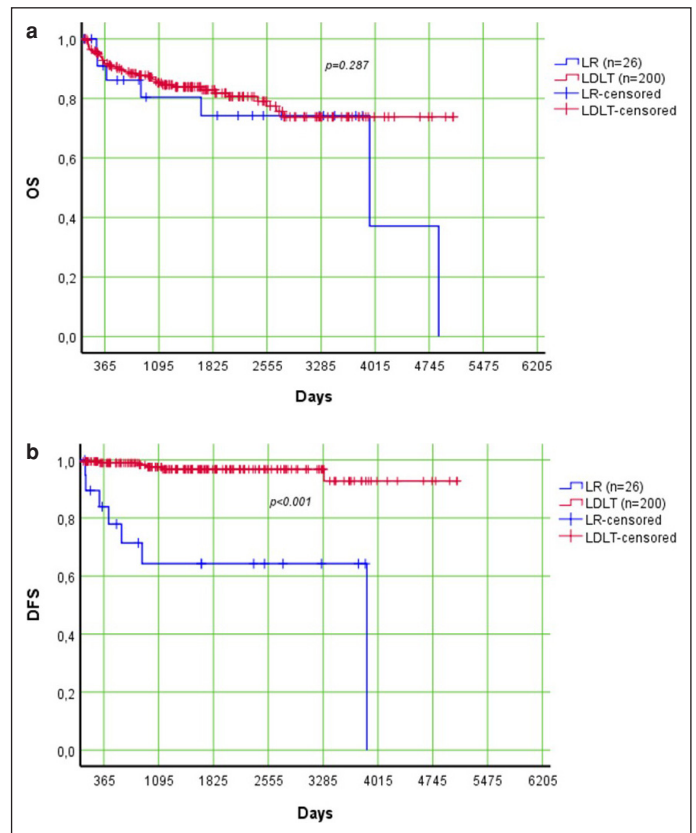 a
1,0
0,8
0,6
0,4
0,2
0,0
OS
p=0.287
LR (n=26)
LDLT (n=200)
LR-censored
LDLT-censored
365 1095 1825 2555 3285 4015 4745 5475 6205
Days
b
1,0
0,8
0,6
0,4
0,2
0,0
DFS
p<0.001
LR (n=26)
LDLT (n=200)
LR-censored
LDLT-censored
365 1095 1825 2555 3285 4015 4745 5475 6205
Days